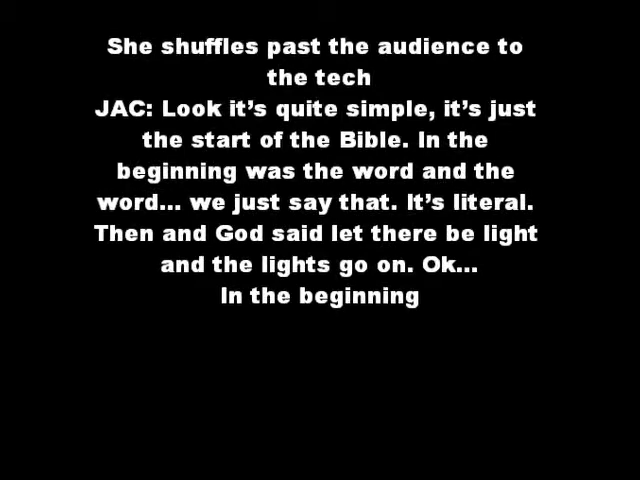 She shuffles past the audience to
the tech
JAC: Look it’s quite simple, it’s just
the start of the Bible. In the
beginning was the word and the
word... we just say that. It’s literal.
Then and God said let there be light
and the lights go on. Ok...
In the beginning